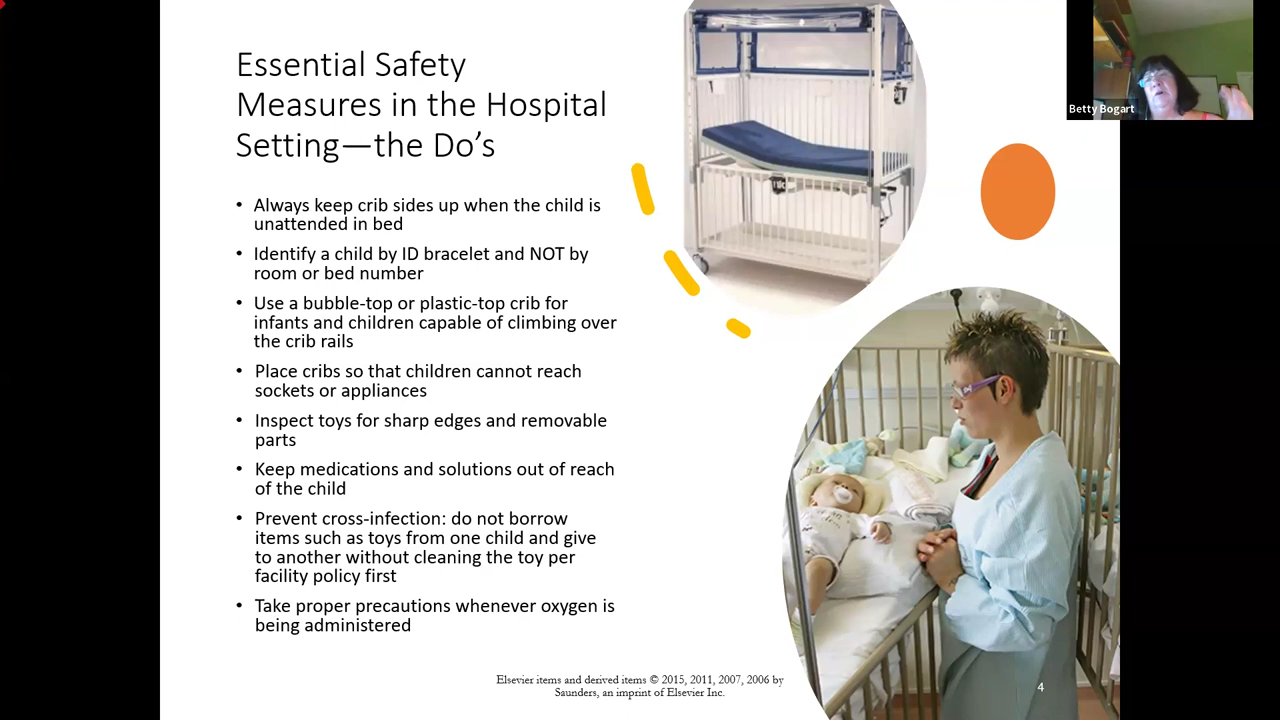 Essential Safety
Measures in the Hospital
Setting—the Do’s
• Always keep crib sides up when the child is
unattended in bed
• Identify a child by ID bracelet and NOT by
room or bed number
• Use a bubble-top or plastic-top crib for
infants and children capable of climbing over
the crib rails
• Place cribs so that children cannot reach
sockets or appliances
• Inspect toys for sharp edges and removable
parts
• Keep medications and solutions out of reach
of the child
• Prevent cross-infection: do not borrow
items such as toys from one child and give
to another without cleaning the toy per
facility policy first
• Take proper precautions whenever oxygen is
being administered
Elsevier items and derived items © 2015, 2011, 2007, 2006 by
Saunders, an imprint of Elsevier Inc.
4
Betty Bogart